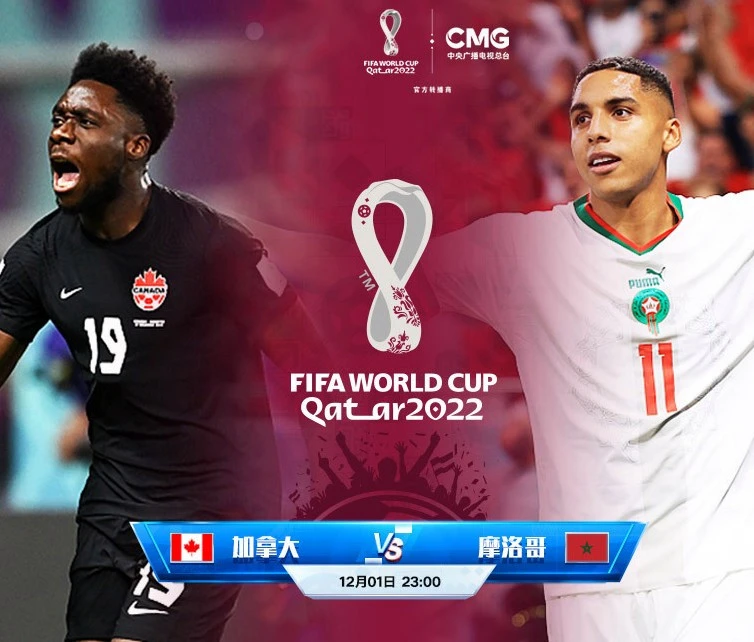 FIFA WORLD CUP
Qatar2022
CMG
中央广播电视总台
官方转播商
CANADA
19
PUMA
11
TM
FIFA WORLD CUP
Qatar2022
加拿大
VS
摩洛哥
12月01日 23:00
19